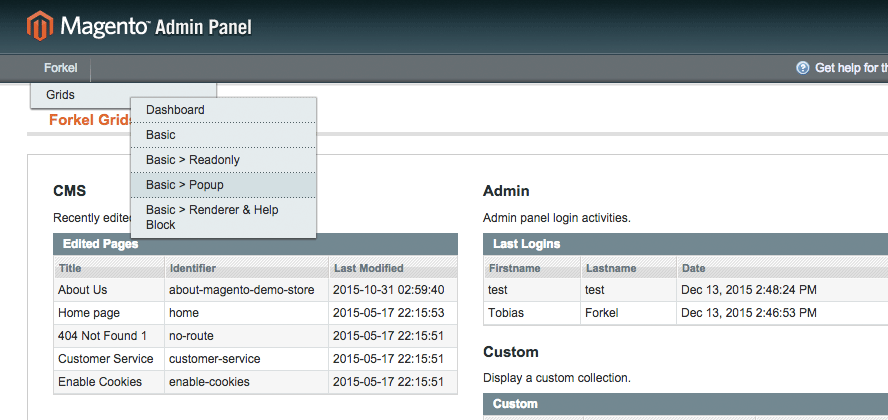 Magento™ Admin Panel
Forkel
Get help for th
Grids
Forkel Grids
Dashboard
Basic
Basic > Readonly
Basic > Popup
Basic > Renderer & Help
Block
CMS
Recently edite
Edited Pages
Title Identifier Last Modified
About Us about-magento-demo-store 2015-10-31 02:59:40
Home page home 2015-05-17 22:15:53
404 Not Found 1 no-route 2015-05-17 22:15:51
Customer Service customer-service 2015-05-17 22:15:51
Enable Cookies enable-cookies 2015-05-17 22:15:51
Admin
Admin panel login activities.
Last Logins
Firstname Lastname Date
test test Dec 13, 2015 2:48:24 PM
Tobias Forkel Dec 13, 2015 2:46:53 PM
Custom
Display a custom collection.
Custom